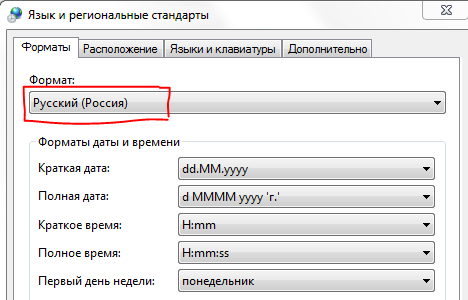 Язык и региональные стандарты
Форматы Расположение Языки и клавиатуры Дополнительно
Формат:
Русский (Россия)
Форматы даты и времени
Краткая дата: dd.MM.yyyy
Полная дата: d MMMM yyyy 'г.'
Краткое время: H:mm
Полное время: H:mm:ss
Первый день недели: понедельник